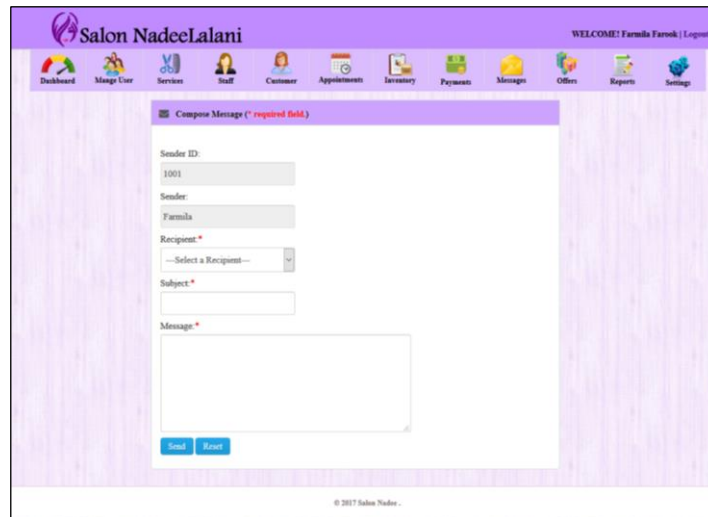 Salon NadeeLalani
WELCOME! Farmila Farook | Logout
Dashboard Mange User Services Staff Customer Appointments Inventory Payments Messages Offers Reports Settings
Compose Message (* required field.)
Sender ID:
1001
Sender:
Farmila
Recipient:*
---Select a Recipient---
Subject:*
Message:*
Send Reset
© 2017 Salon Nadee .